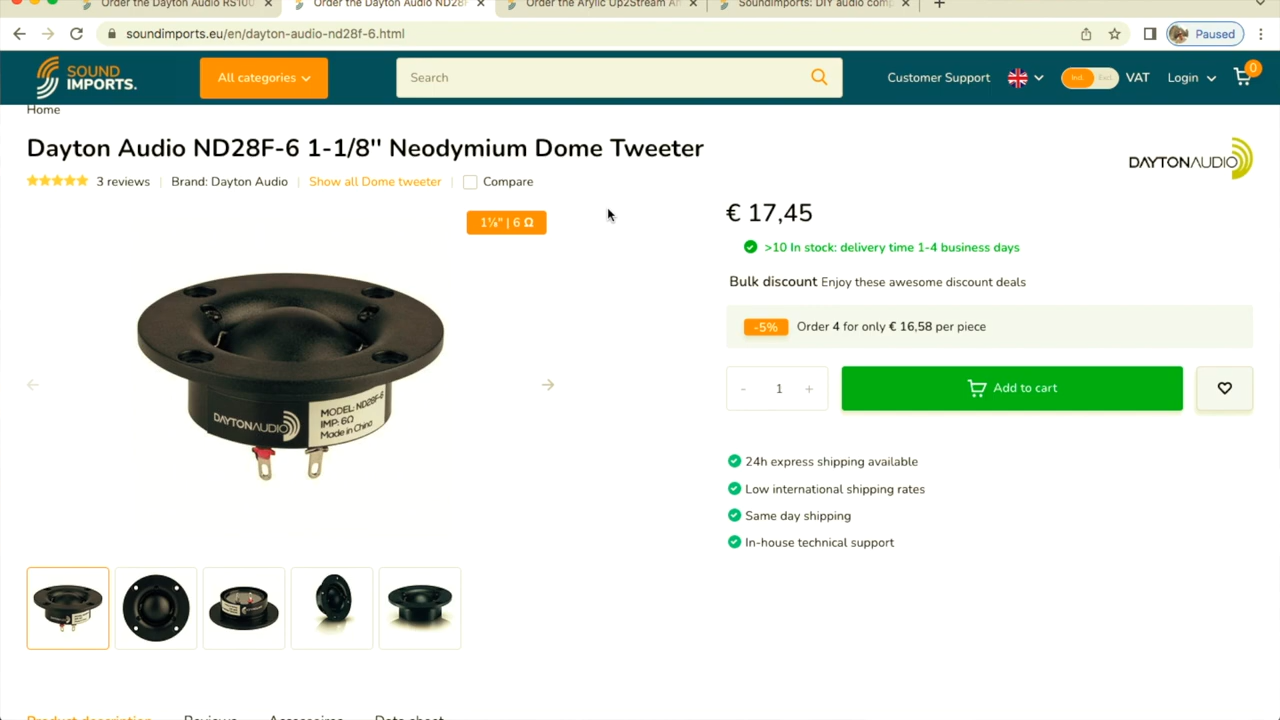 Order the Dayton Audio RS100
Order the Dayton Audio ND28F
Order the Arylic Up2Stream Am
SoundImports: DIY audio comp
soundimports.eu/en/dayton-audio-nd28f-6.html
Paused
SOUND
IMPORTS.
All categories
Search
Customer Support
Incl.
Excl.
VAT
Login
0
Home
Dayton Audio ND28F-6 1-1/8'' Neodymium Dome Tweeter
DAYTONAUDIO
3 reviews
Brand: Dayton Audio
Show all Dome tweeter
Compare
1⅛" | 6 Ω
€ 17,45
>10 In stock: delivery time 1-4 business days
Bulk discount Enjoy these awesome discount deals
-5% Order 4 for only € 16,58 per piece
- 1 +
Add to cart
DAYTONAUDIO
MODEL: ND28F-6
IMP: 6Ω
Made in China
24h express shipping available
Low international shipping rates
Same day shipping
In-house technical support
Product description
Reviews
Accessories
Data sheet